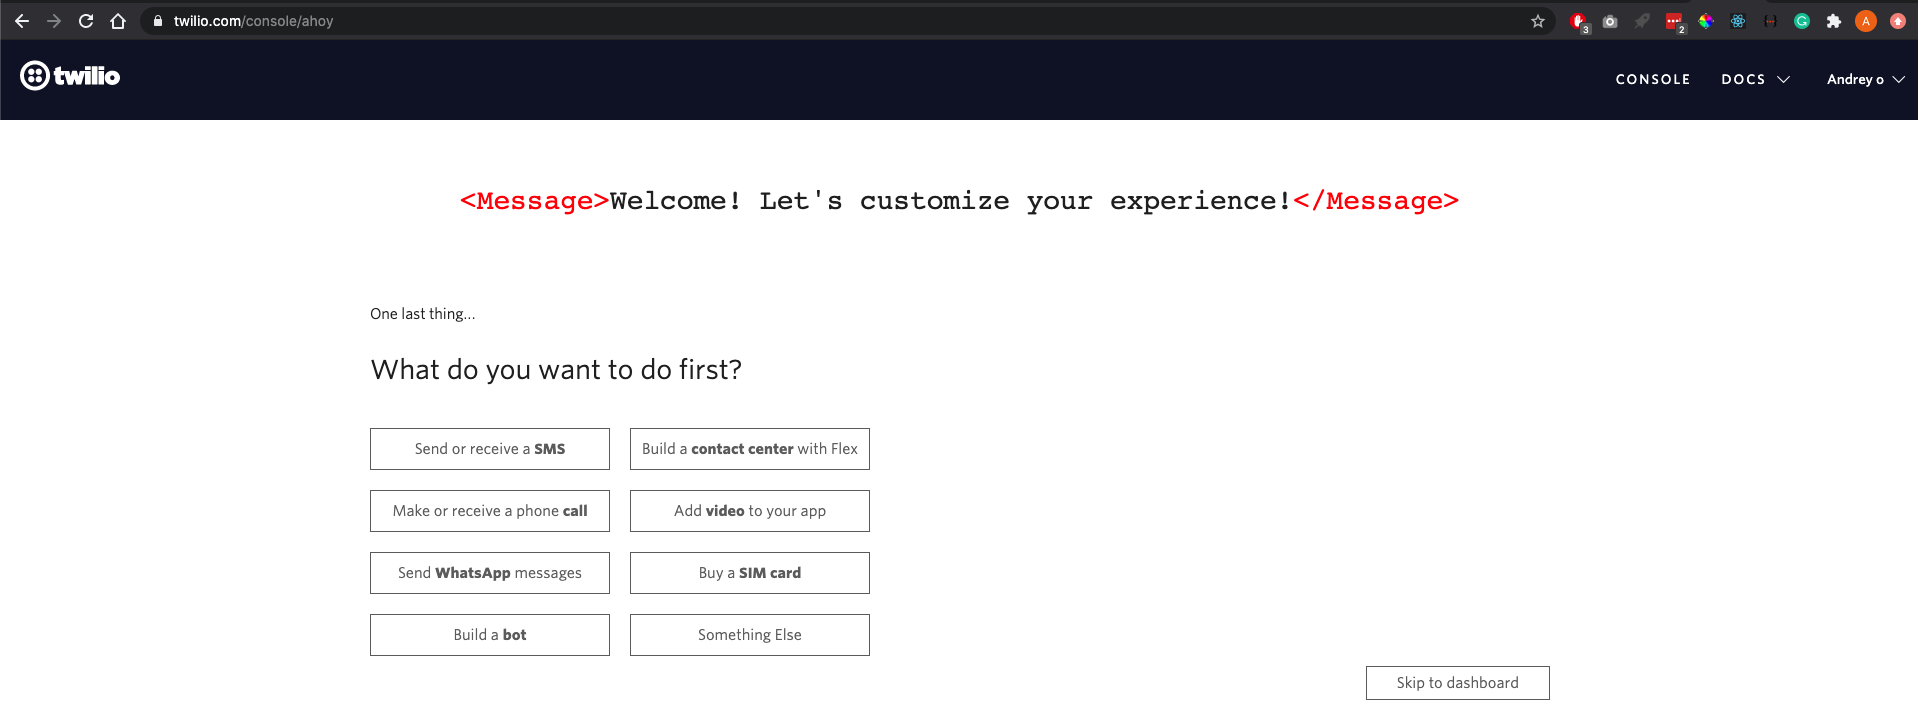 twilio.com/console/ahoy
3
2
A
twilio
CONSOLE
DOCS
Andrey o
<Message>Welcome! Let's customize your experience!</Message>
One last thing...
What do you want to do first?
Send or receive a SMS
Build a contact center with Flex
Make or receive a phone call
Add video to your app
Send WhatsApp messages
Buy a SIM card
Build a bot
Something Else
Skip to dashboard